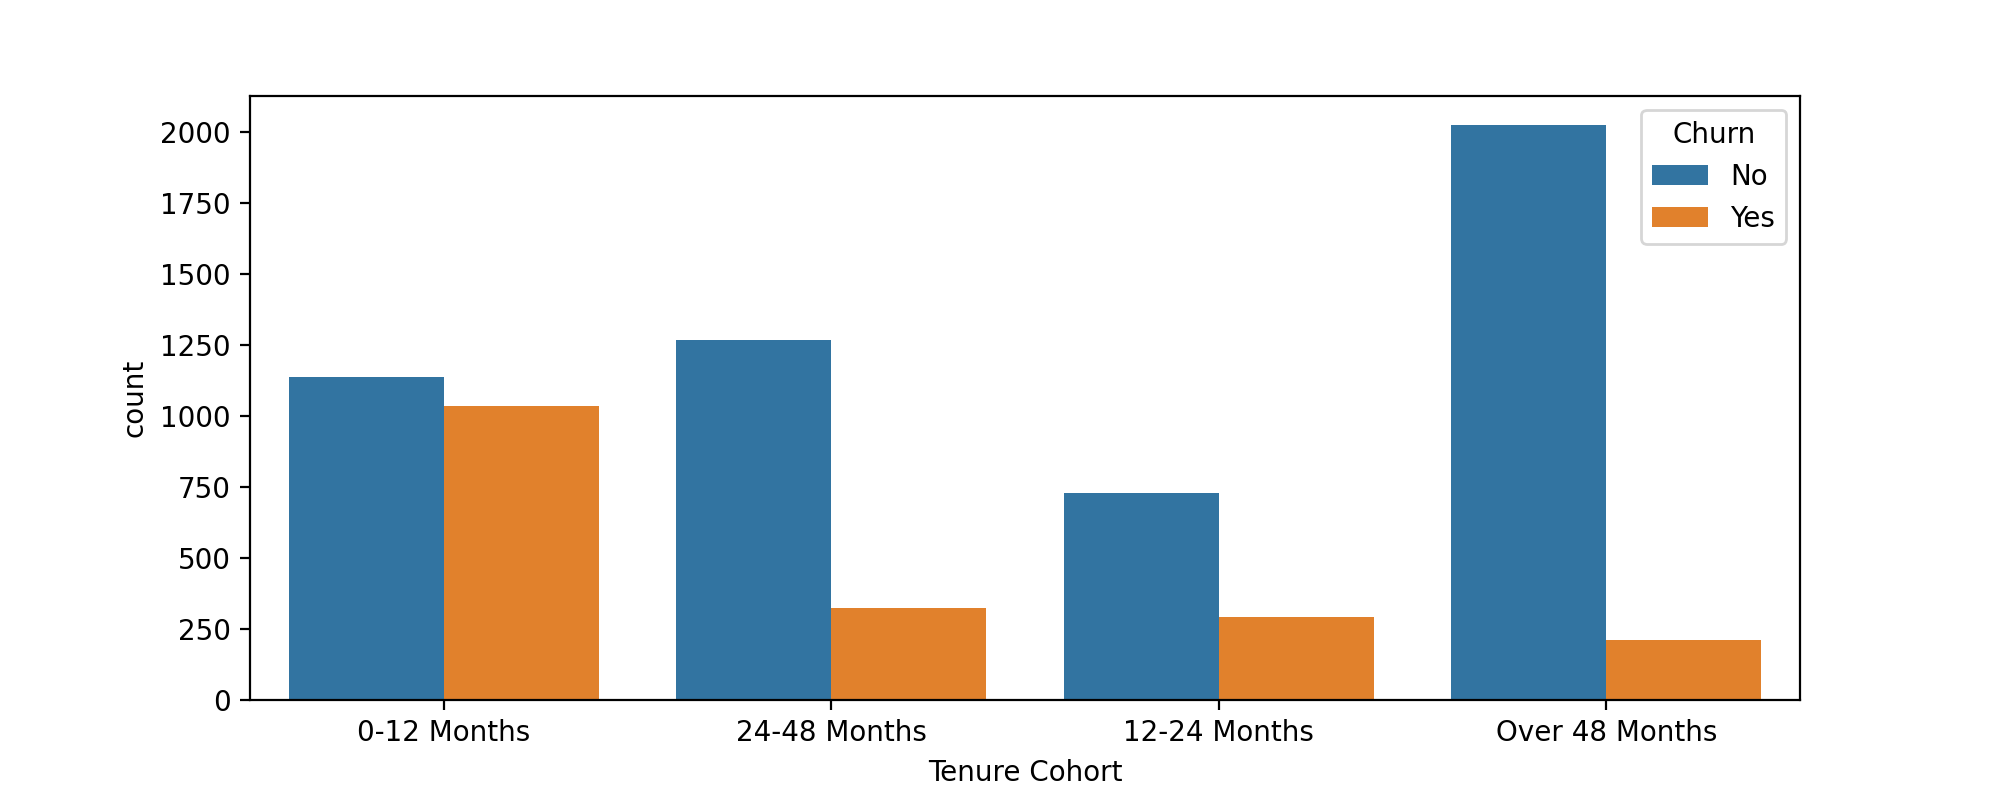 2000
1750
1500
1250
1000
750
500
250
0
count
Churn
No
Yes
0-12 Months
24-48 Months
12-24 Months
Over 48 Months
Tenure Cohort